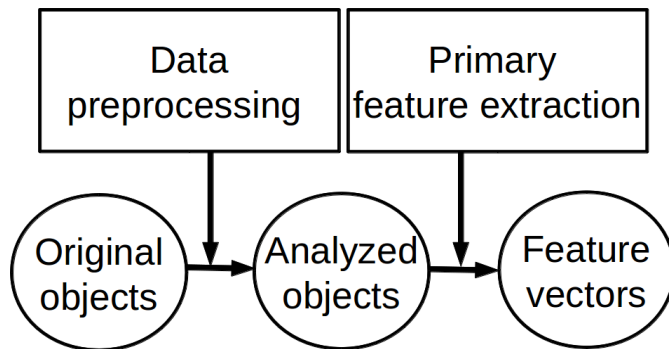 Data
preprocessing
Primary
feature extraction
Original
objects
Analyzed
objects
Feature
vectors